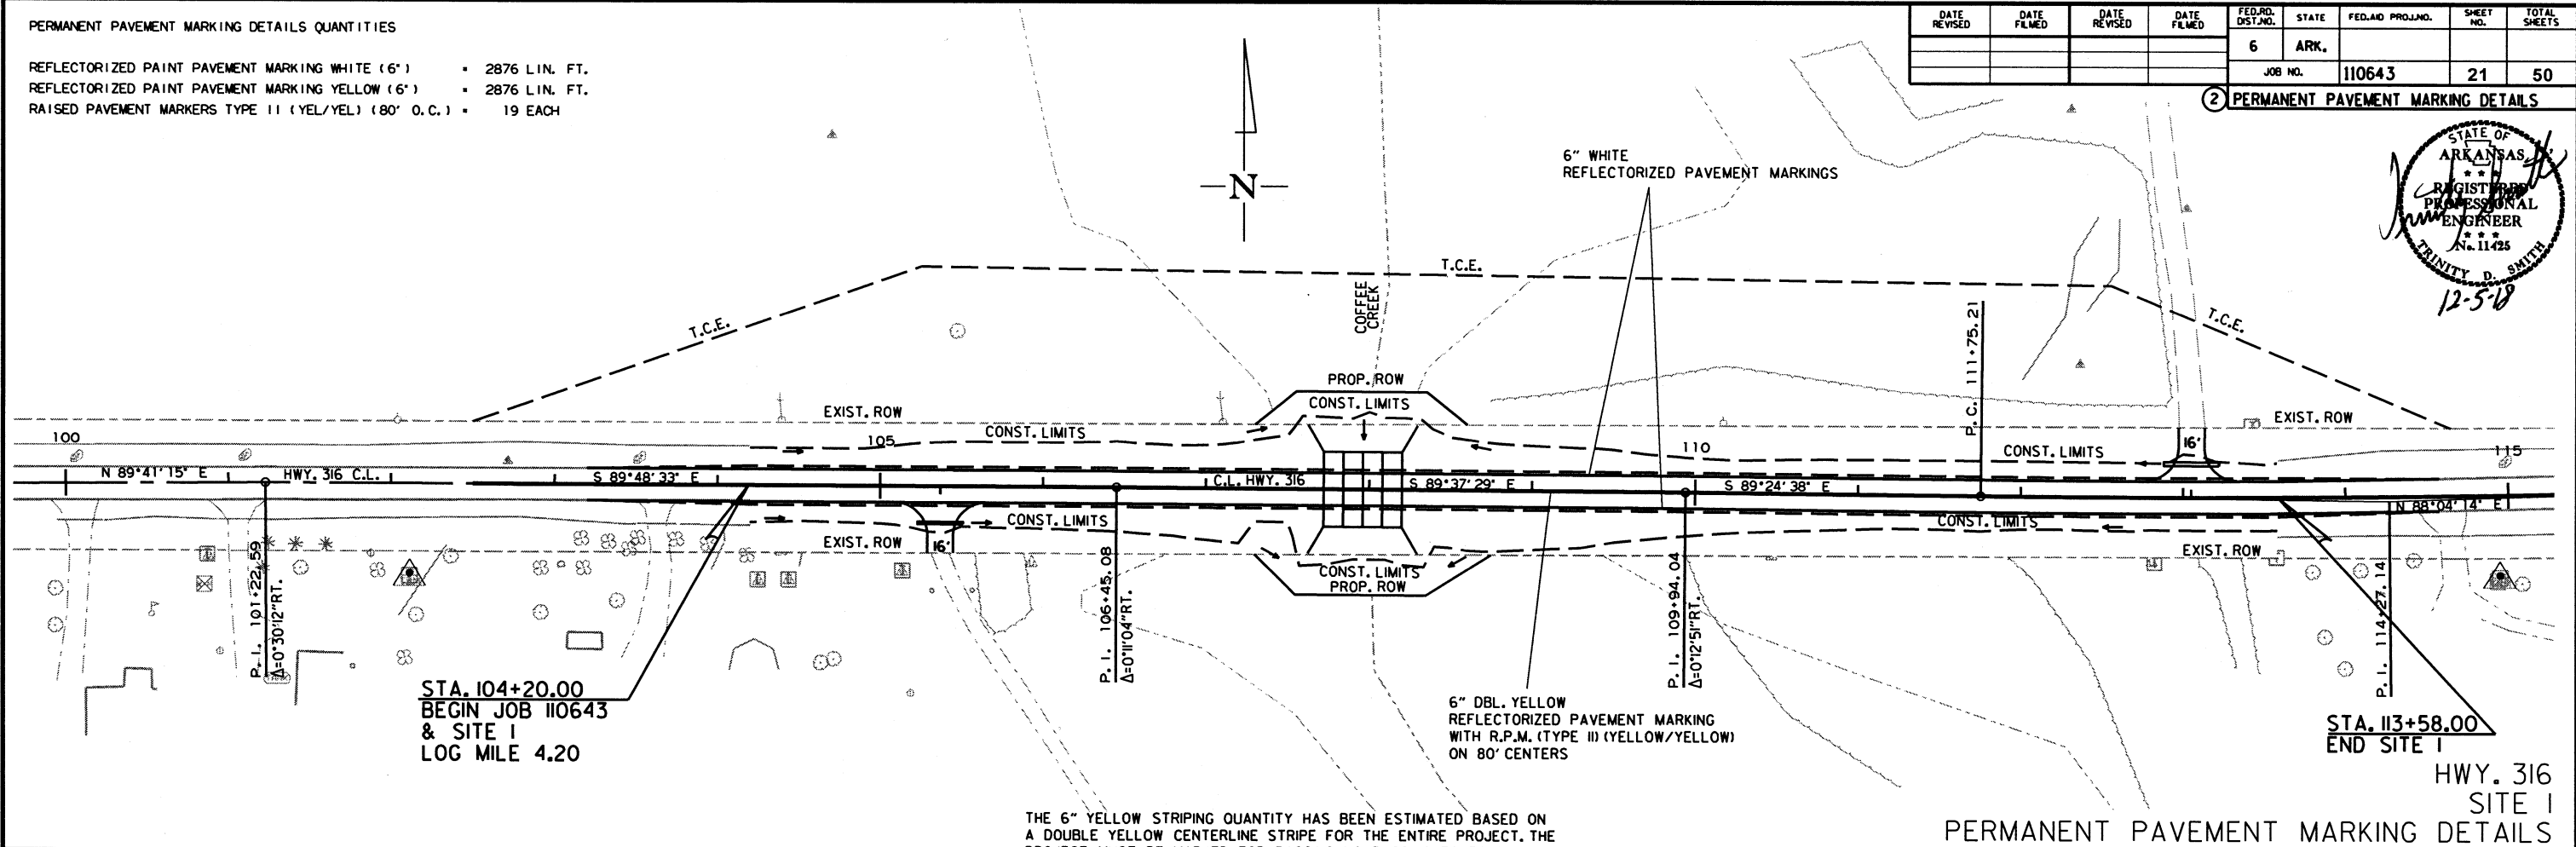 PERMANENT PAVEMENT MARKING DETAILS QUANTITIES
REFLECTORIZED PAINT PAVEMENT MARKING WHITE (6") = 2876 LIN. FT.
REFLECTORIZED PAINT PAVEMENT MARKING YELLOW (6") = 2876 LIN. FT.
RAISED PAVEMENT MARKERS TYPE II (YEL/YEL) (80' O.C.) = 19 EACH
DATE REVISED
DATE FILMED
DATE REVISED
DATE FILMED
FED.RD. DIST.NO.
STATE
FED.AID PROJ.NO.
SHEET NO.
TOTAL SHEETS
6
ARK.
JOB NO.
110643
21
50
2 PERMANENT PAVEMENT MARKING DETAILS
STATE OF
ARKANSAS
REGISTERED
PROFESSIONAL
ENGINEER
No. 11425
TRINITY D. SMITH
12-5-18
N
6" WHITE
REFLECTORIZED PAVEMENT MARKINGS
T.C.E.
T.C.E.
T.C.E.
COFFEE
CREEK
P.C. 111+75.21
PROP. ROW
CONST. LIMITS
EXIST. ROW
EXIST. ROW
100
105
CONST. LIMITS
110
CONST. LIMITS
16'
115
N 89°41'15" E
HWY. 316 C.L.
S 89°48'33" E
C.L. HWY. 316
S 89°37'29" E
S 89°24'38" E
N 88°04'14" E
CONST. LIMITS
CONST. LIMITS
EXIST. ROW
16'
EXIST. ROW
CONST. LIMITS
PROP. ROW
P.I. 101+22.59
Δ=0°30'12"RT.
P.I. 106+45.08
Δ=0°11'04"RT.
P.I. 109+94.04
Δ=0°12'51"RT.
P.I. 114+27.14
STA. 104+20.00
BEGIN JOB 110643
& SITE 1
LOG MILE 4.20
6" DBL. YELLOW
REFLECTORIZED PAVEMENT MARKING
WITH R.P.M. (TYPE II) (YELLOW/YELLOW)
ON 80' CENTERS
STA. 113+58.00
END SITE 1
HWY. 316
SITE 1
PERMANENT PAVEMENT MARKING DETAILS
THE 6" YELLOW STRIPING QUANTITY HAS BEEN ESTIMATED BASED ON
A DOUBLE YELLOW CENTERLINE STRIPE FOR THE ENTIRE PROJECT. THE